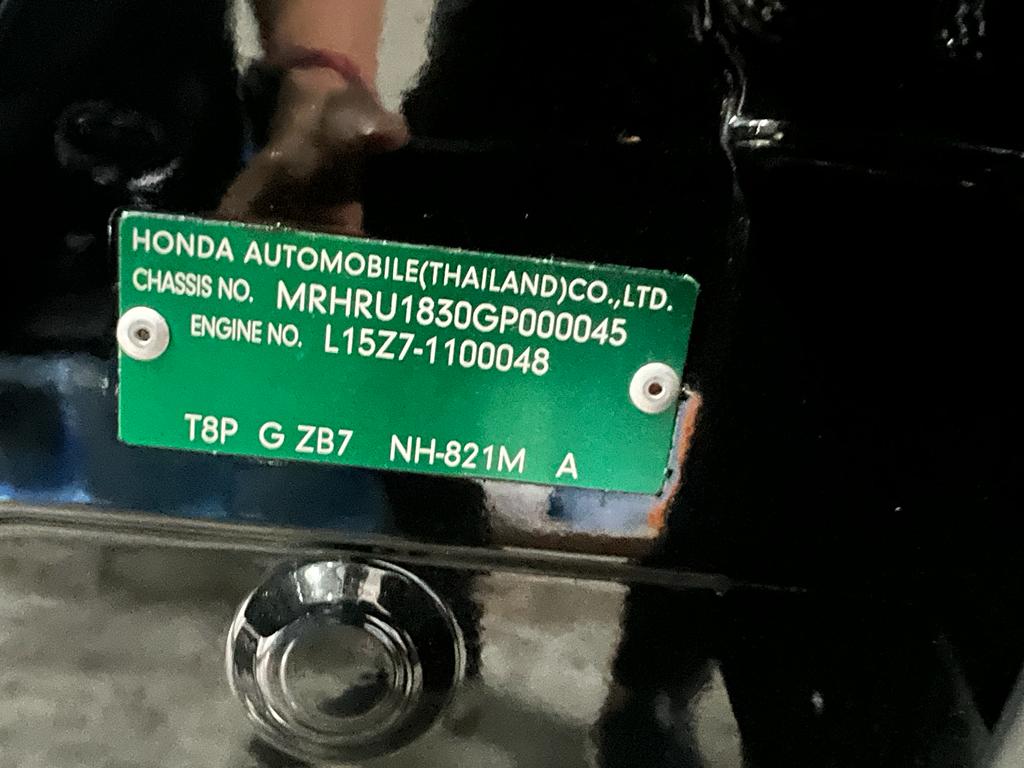 HONDA AUTOMOBILE(THAILAND)CO.,LTD.
CHASSIS NO. MRHRU1830GP000045
ENGINE NO. L15Z7-1100048
T8P G ZB7 NH-821M A